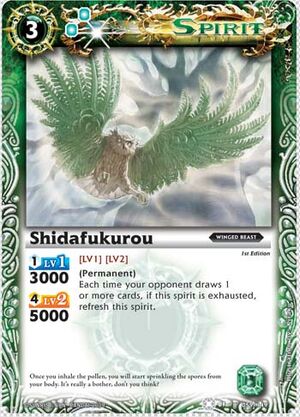 3
SPIRIT
Shidafukurou
WINGED BEAST
1st Edition
1 LV1
3000
4 LV2
5000
[LV1] [LV2]
(Permanent)
Each time your opponent draws 1
or more cards, if this spirit is exhausted,
refresh this spirit.
Once you inhale the pollen, you will start sprinkling the spores from
your body. It's really a bother, don't you think?